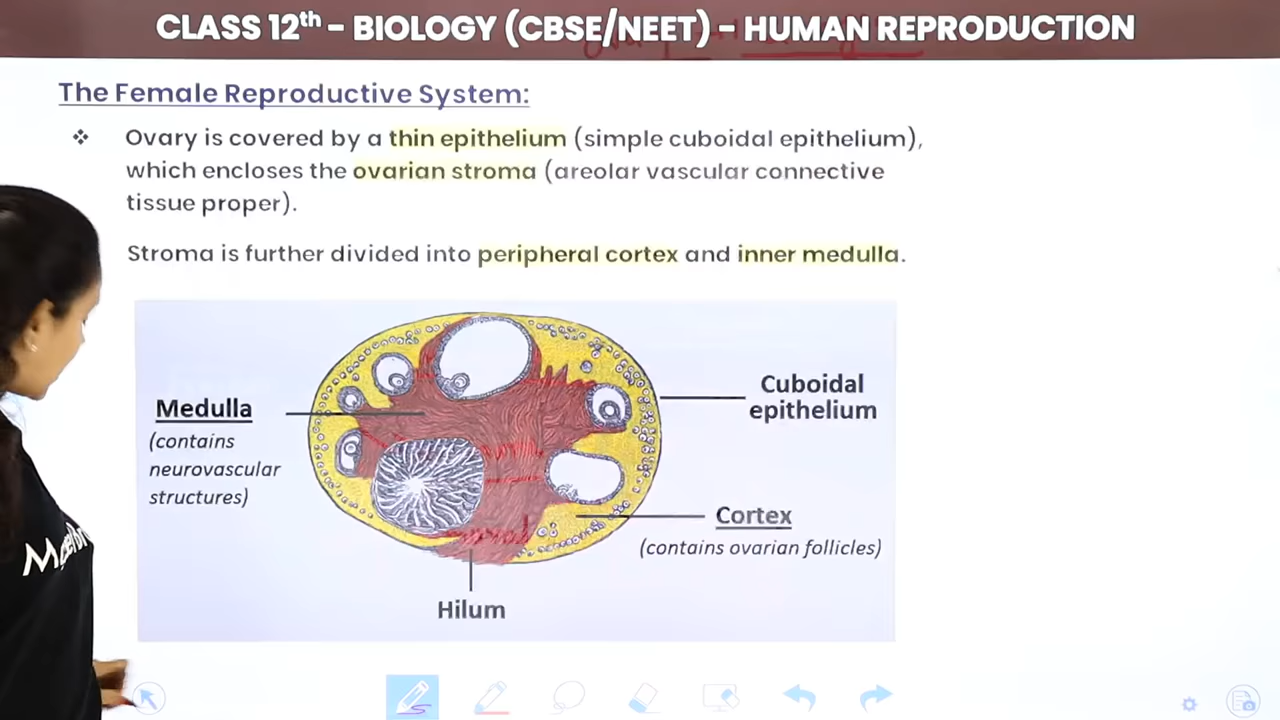 CLASS 12th - BIOLOGY (CBSE/NEET) - HUMAN REPRODUCTION
The Female Reproductive System:
❖ Ovary is covered by a thin epithelium (simple cuboidal epithelium),
which encloses the ovarian stroma (areolar vascular connective
tissue proper).
Stroma is further divided into peripheral cortex and inner medulla.
Medulla
(contains
neurovascular
structures)
Cuboidal
epithelium
Cortex
(contains ovarian follicles)
Hilum